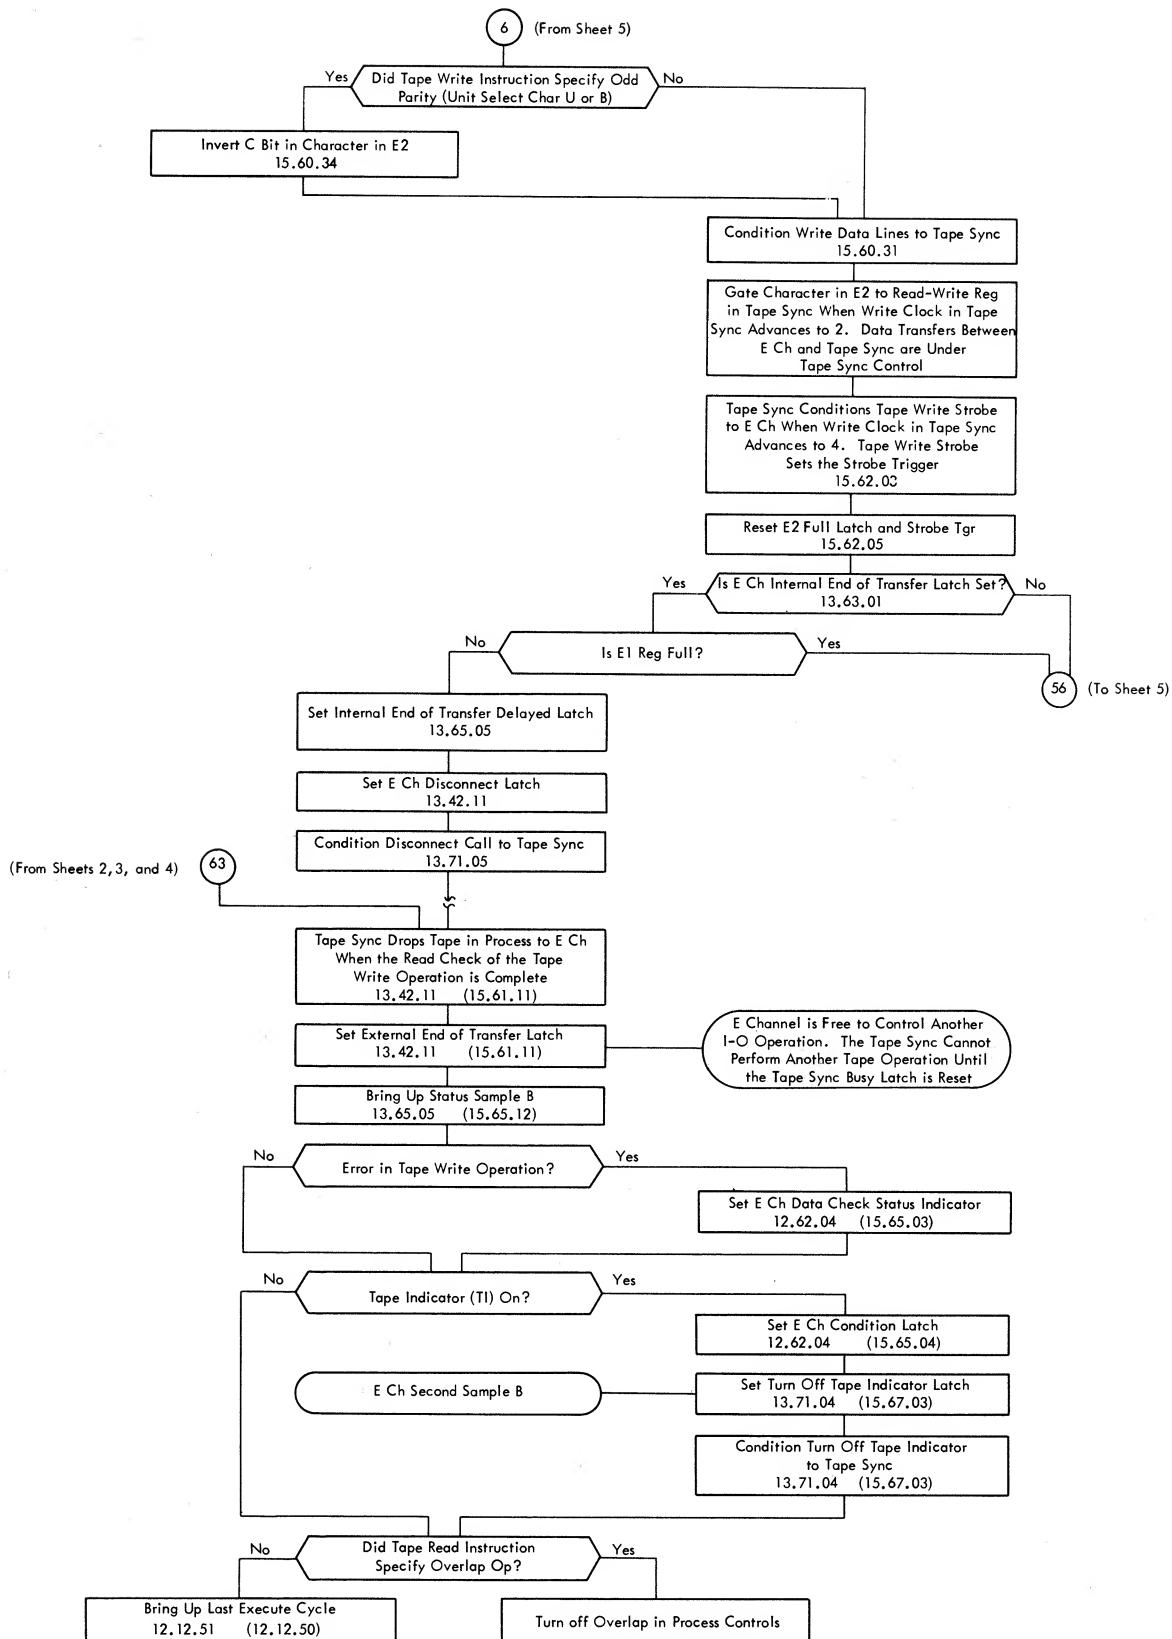 6 (From Sheet 5)
Yes
Did Tape Write Instruction Specify Odd
Parity (Unit Select Char U or B)
No
Invert C Bit in Character in E2
15.60.34
Condition Write Data Lines to Tape Sync
15.60.31
Gate Character in E2 to Read-Write Reg
in Tape Sync When Write Clock in Tape
Sync Advances to 2. Data Transfers Between
E Ch and Tape Sync are Under
Tape Sync Control
Tape Sync Conditions Tape Write Strobe
to E Ch When Write Clock in Tape Sync
Advances to 4. Tape Write Strobe
Sets the Strobe Trigger
15.62.03
Reset E2 Full Latch and Strobe Tgr
15.62.05
Yes
Is E Ch Internal End of Transfer Latch Set?
13.63.01
No
No
Is E1 Reg Full?
Yes
56 (To Sheet 5)
Set Internal End of Transfer Delayed Latch
13.65.05
Set E Ch Disconnect Latch
13.42.11
Condition Disconnect Call to Tape Sync
13.71.05
(From Sheets 2,3, and 4) 63
Tape Sync Drops Tape in Process to E Ch
When the Read Check of the Tape
Write Operation is Complete
13.42.11 (15.61.11)
Set External End of Transfer Latch
13.42.11 (15.61.11)
E Channel is Free to Control Another
I-O Operation. The Tape Sync Cannot
Perform Another Tape Operation Until
the Tape Sync Busy Latch is Reset
Bring Up Status Sample B
13.65.05 (15.65.12)
No
Error in Tape Write Operation?
Yes
Set E Ch Data Check Status Indicator
12.62.04 (15.65.03)
No
Tape Indicator (TI) On?
Yes
Set E Ch Condition Latch
12.62.04 (15.65.04)
E Ch Second Sample B
Set Turn Off Tape Indicator Latch
13.71.04 (15.67.03)
Condition Turn Off Tape Indicator
to Tape Sync
13.71.04 (15.67.03)
No
Did Tape Read Instruction
Specify Overlap Op?
Yes
Bring Up Last Execute Cycle
12.12.51 (12.12.50)
Turn off Overlap in Process Controls